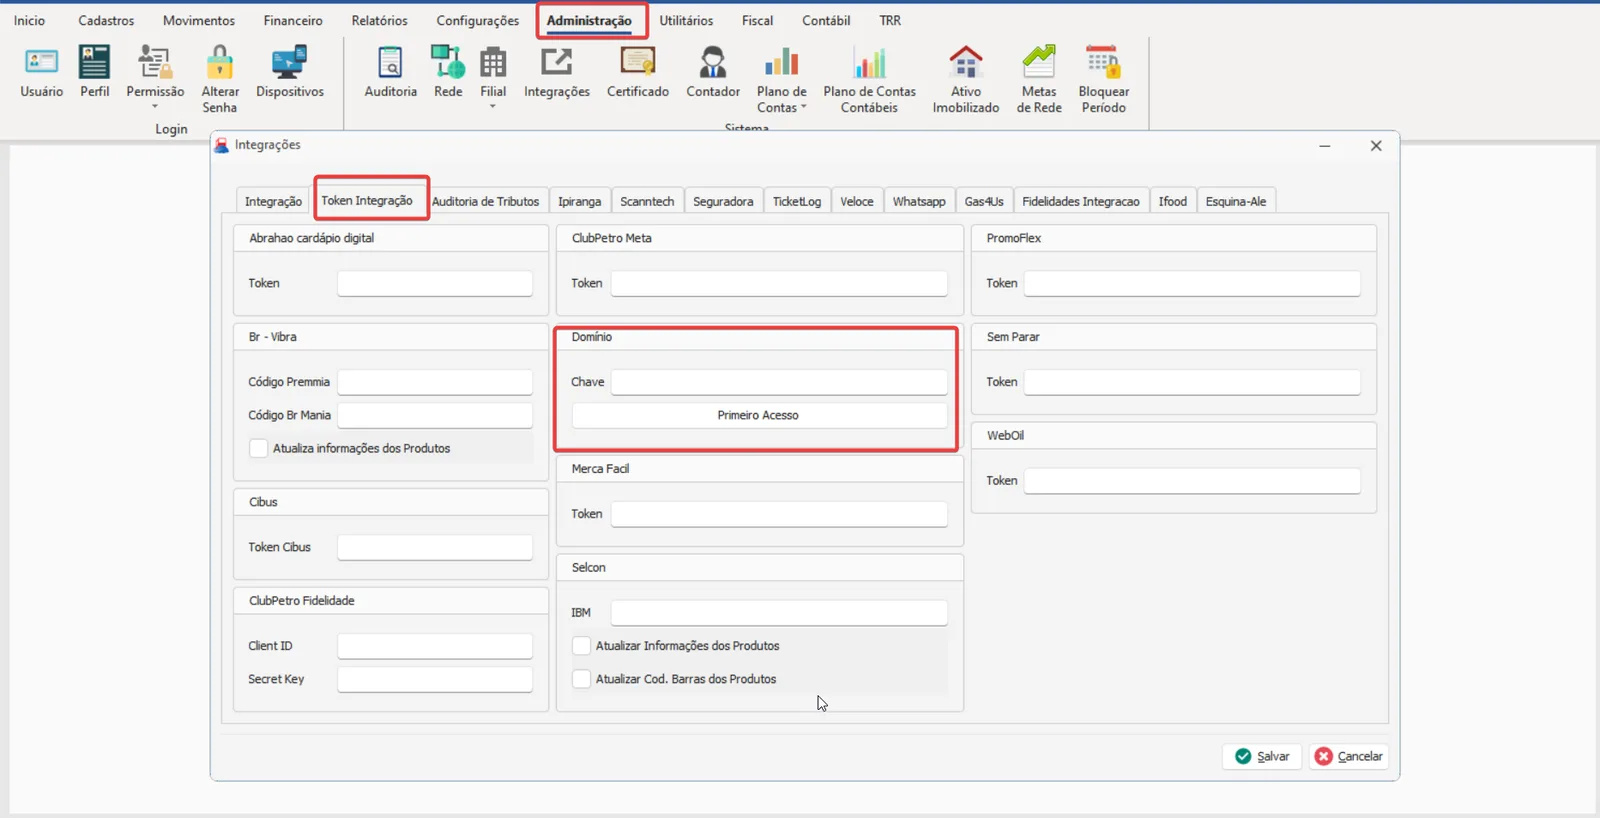 Inicio Cadastros Movimentos Financeiro Relatórios Configurações Administração Utilitários Fiscal Contábil TRR
Usuário Perfil Permissão Alterar Senha Dispositivos
Login
Auditoria Rede Filial Integrações Certificado Contador Plano de Contas Plano de Contas Contábeis Ativo Imobilizado Metas de Rede Bloquear Período
Sistema
Integrações
Integração Token Integração Auditoria de Tributos Ipiranga Scanntech Seguradora TicketLog Veloce Whatsapp Gas4Us Fidelidades Integracao Ifood Esquina-Ale
Abrahao cardápio digital
Token
Br - Vibra
Código Premmia
Código Br Mania
Atualiza informações dos Produtos
Cibus
Token Cibus
ClubPetro Fidelidade
Client ID
Secret Key
ClubPetro Meta
Token
Domínio
Chave
Primeiro Acesso
Merca Facil
Token
Selcon
IBM
Atualizar Informações dos Produtos
Atualizar Cod. Barras dos Produtos
PromoFlex
Token
Sem Parar
Token
WebOil
Token
Salvar Cancelar